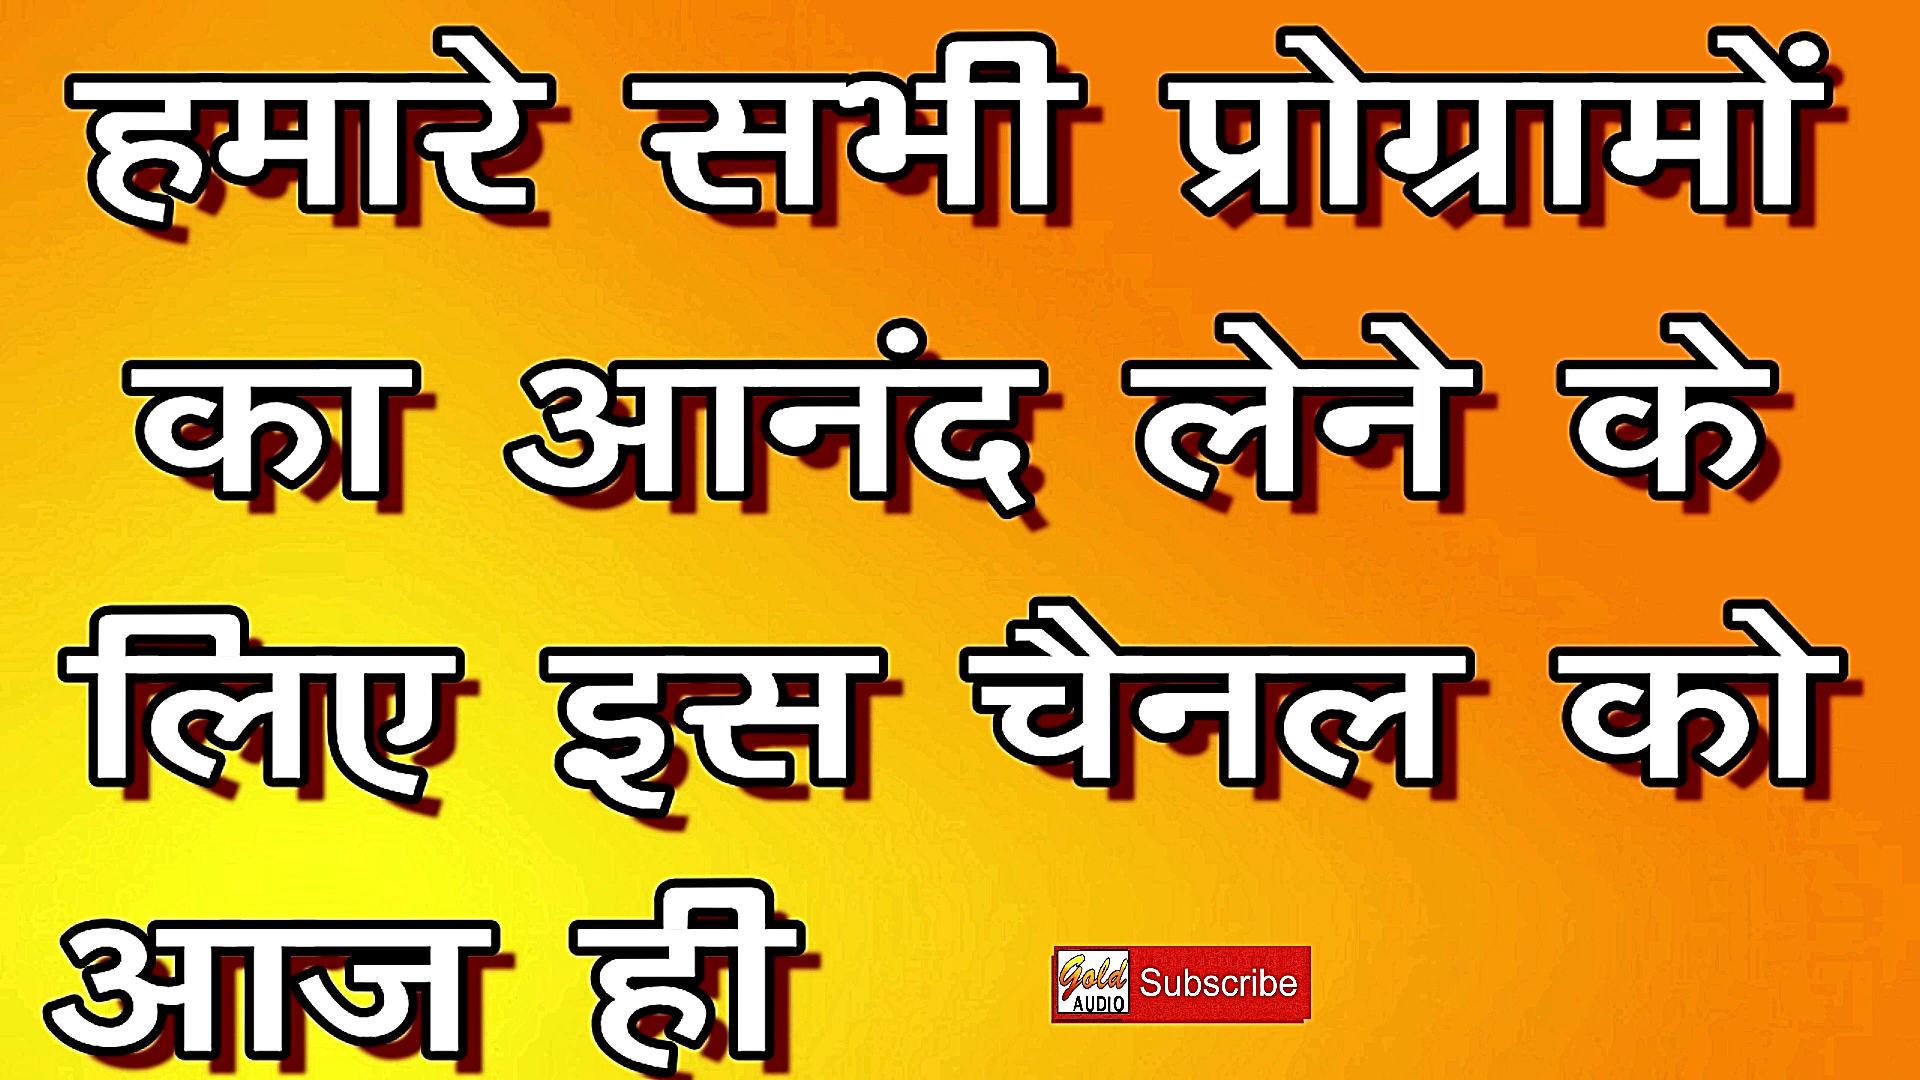 हमारे सभी प्रोग्रामों
का आनंद लेने के
लिए इस चैनल को
आज ही
Gold
AUDIO
Subscribe